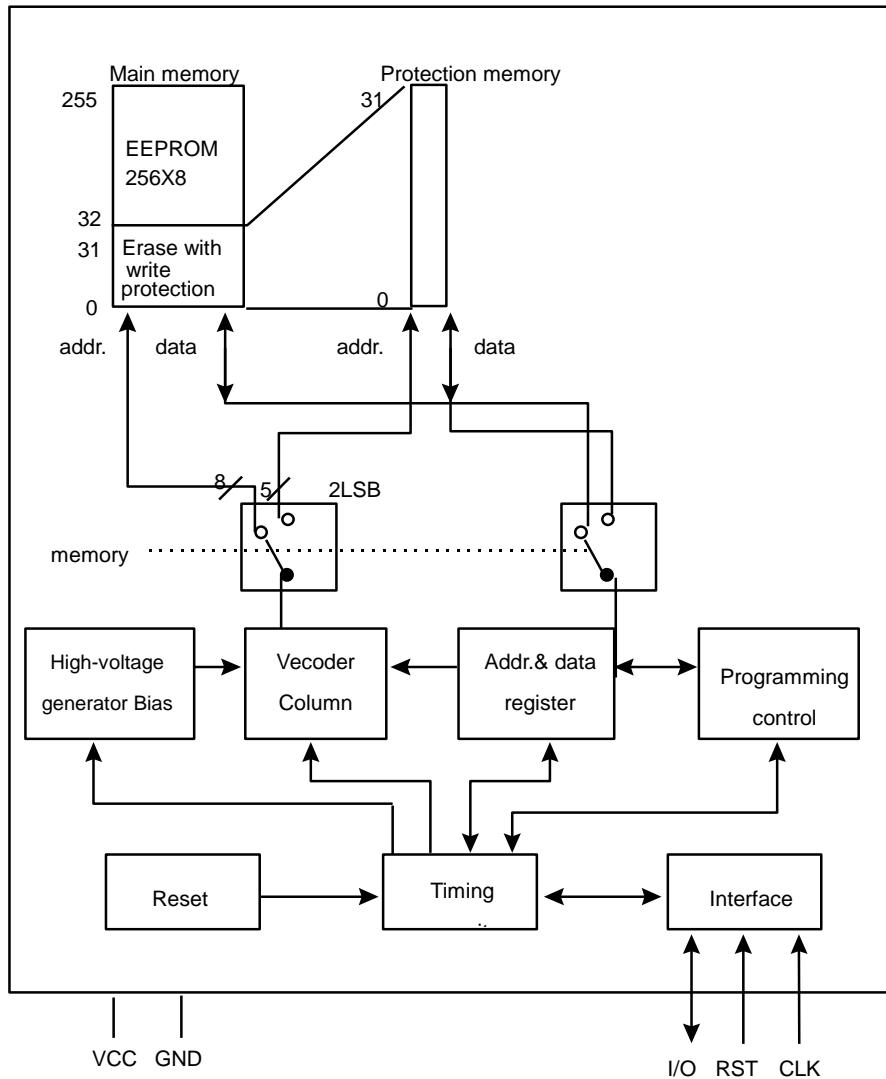 Main memory
Protection memory
255
31
EEPROM
256X8
32
31
Erase with
write
protection
0
0
addr.
data
addr.
data
8
5
2LSB
memory
High-voltage
generator Bias
Vecoder
Column
Addr.& data
register
Programming
control
Reset
Timing
Interface
VCC
GND
I/O
RST
CLK